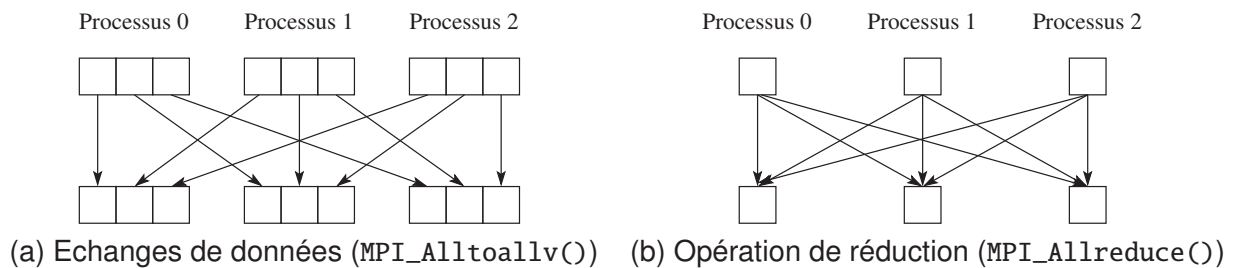 Processus 0 Processus 1 Processus 2
Processus 0 Processus 1 Processus 2
(a) Echanges de données (MPI_Alltoallv())
(b) Opération de réduction (MPI_Allreduce())